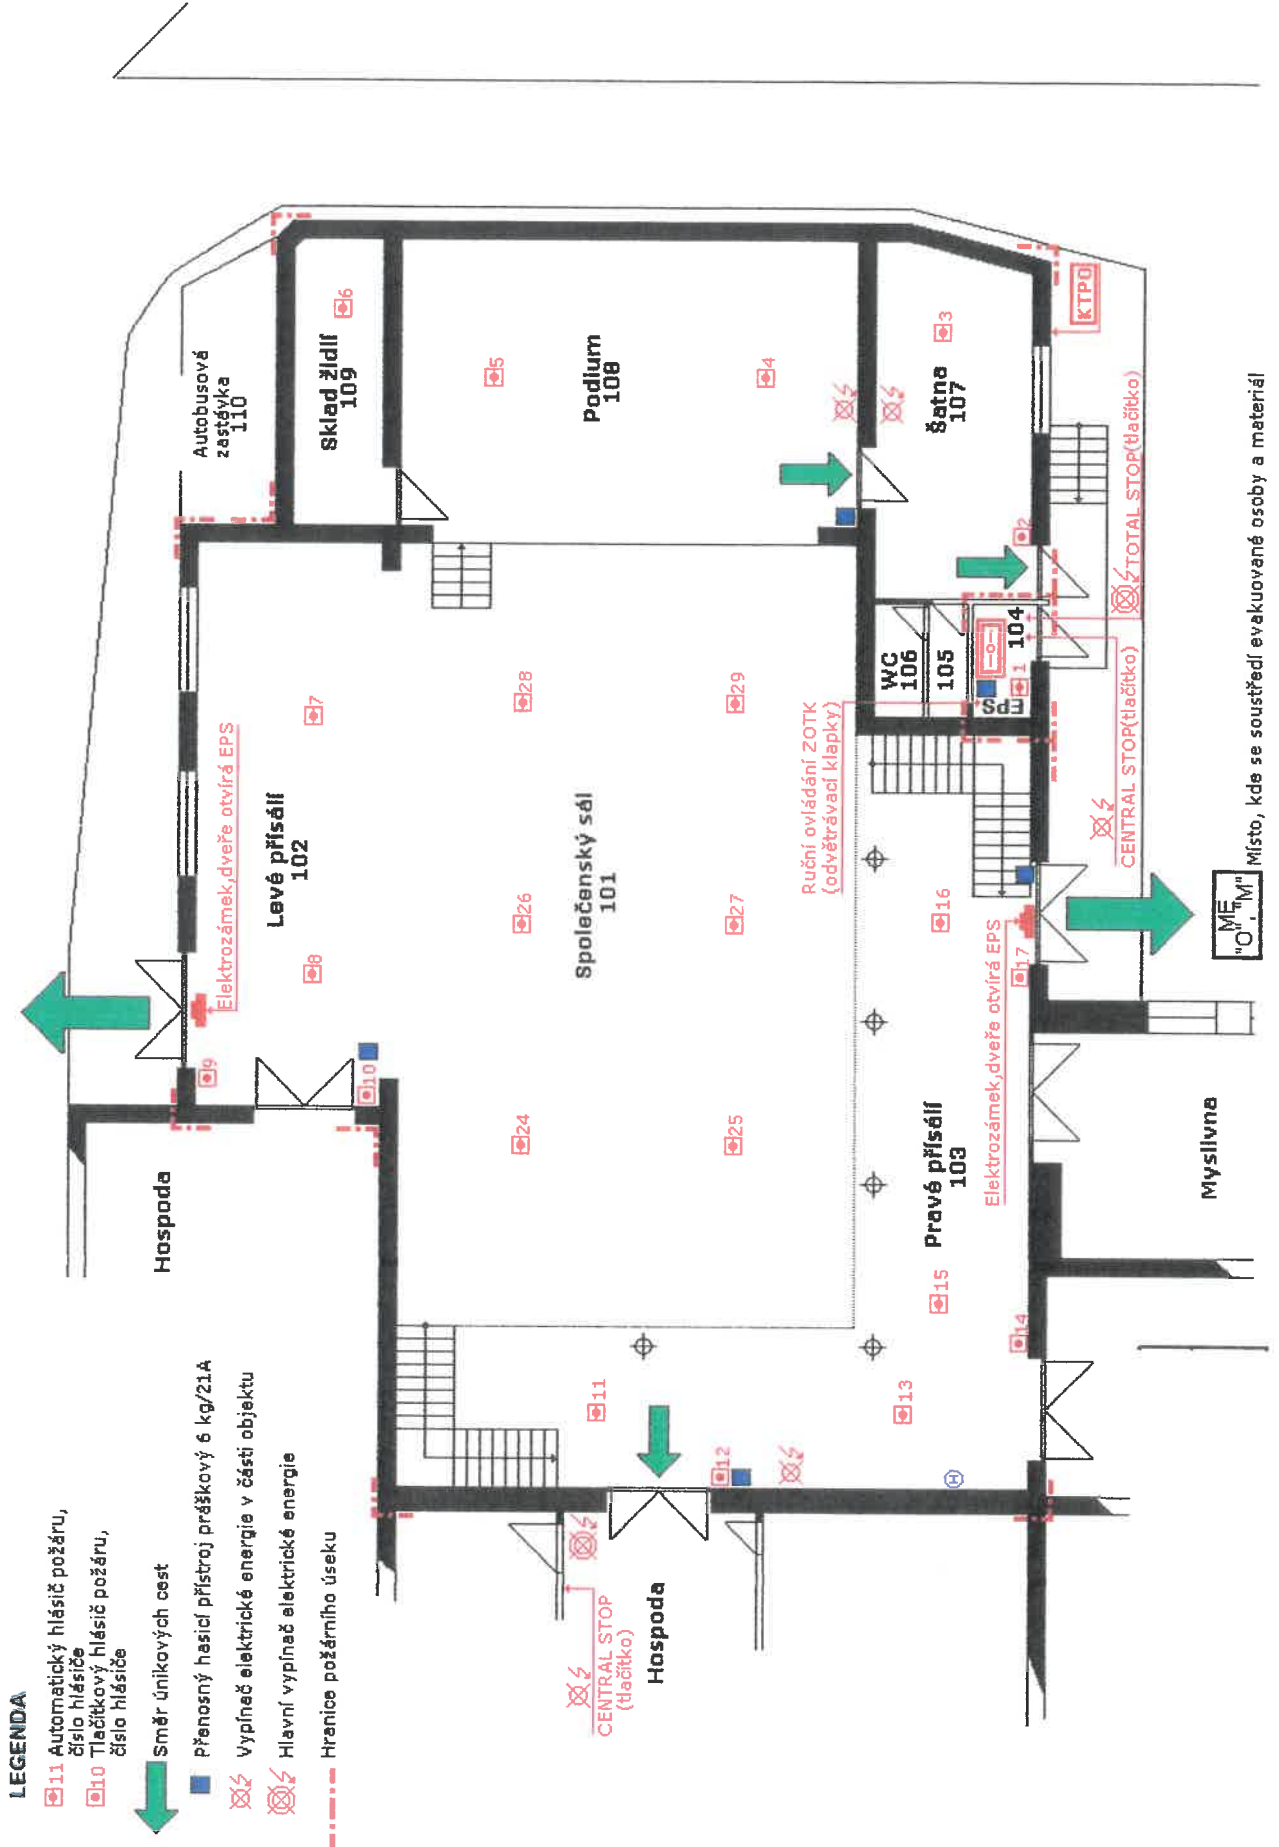 LEGENDA
11 Automatický hlásič požáru,
číslo hlásiče
10 Tlačítkový hlásič požáru,
číslo hlásiče
Směr únikových cest
Přenosný hasicí přístroj práškový 6 kg/21A
Vypínač elektrické energie v části objektu
Hlavní vypínač elektrické energie
Hranice požárního úseku
Hospoda
9
10
Elektrozámek,dveře otvírá EPS
8
7
Levé přísálí
102
Autobusová
zastávka
110
Sklad židlí
109
6
5
4
Podium
108
3
Šatna
107
2
KTPO
Společenský sál
101
24
26
28
25
27
29
WC
106
105
104
1
EPS
Ruční ovládání ZOTK
(odvětrávací klapky)
16
17
Elektrozámek,dveře otvírá EPS
Pravé přísálí
103
15
14
13
11
12
H
CENTRAL STOP
(tlačítko)
Hospoda
Myslivna
CENTRAL STOP(tlačítko)
TOTAL STOP(tlačítko)
ME
"O", "M"
Místo, kde se soustředí evakuované osoby a materiál